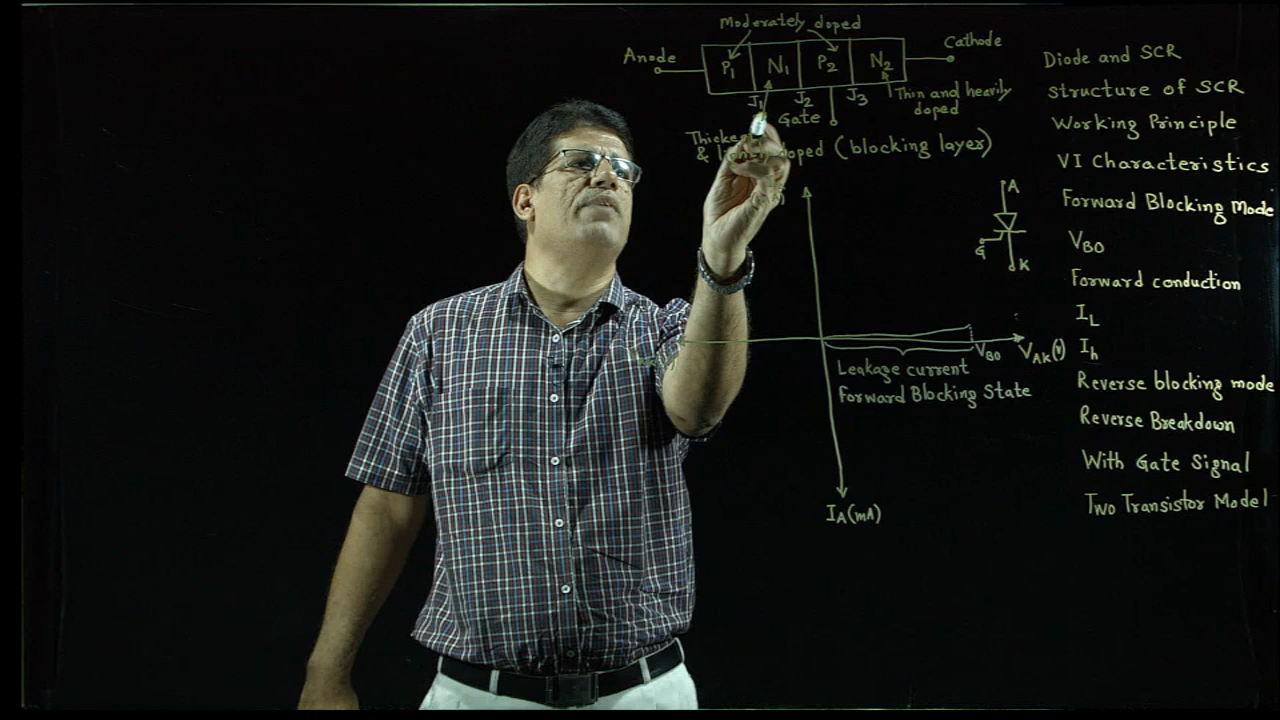 Moderately doped
Anode
P1 N1 P2 N2
Cathode
J1 J2 J3
Thin and heavily
doped
Gate
& doped (blocking layer)
Diode and SCR
structure of SCR
Working Principle
VI Characteristics
Forward Blocking Mode
VBO
Forward conduction
IL
Ih
Reverse blocking mode
Reverse Breakdown
With Gate Signal
Two Transistor Model
A
G
K
VBO
VAK(V)
Leakage current
Forward Blocking State
IA(mA)